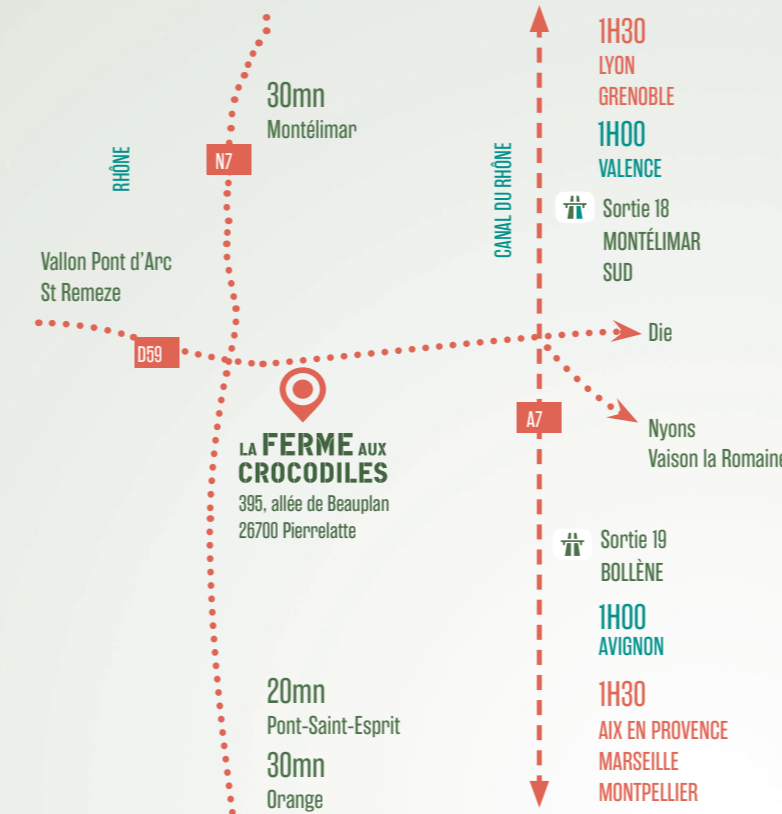 30mn
Montélimar
RHÔNE
N7
Vallon Pont d'Arc
St Remeze
D59
LA FERME AUX
CROCODILES
395, allée de Beauplan
26700 Pierrelatte
20mn
Pont-Saint-Esprit
30mn
Orange
CANAL DU RHÔNE
A7
1H30
LYON
GRENOBLE
1H00
VALENCE
Sortie 18
MONTÉLIMAR
SUD
Die
Nyons
Vaison la Romaine
Sortie 19
BOLLÈNE
1H00
AVIGNON
1H30
AIX EN PROVENCE
MARSEILLE
MONTPELLIER